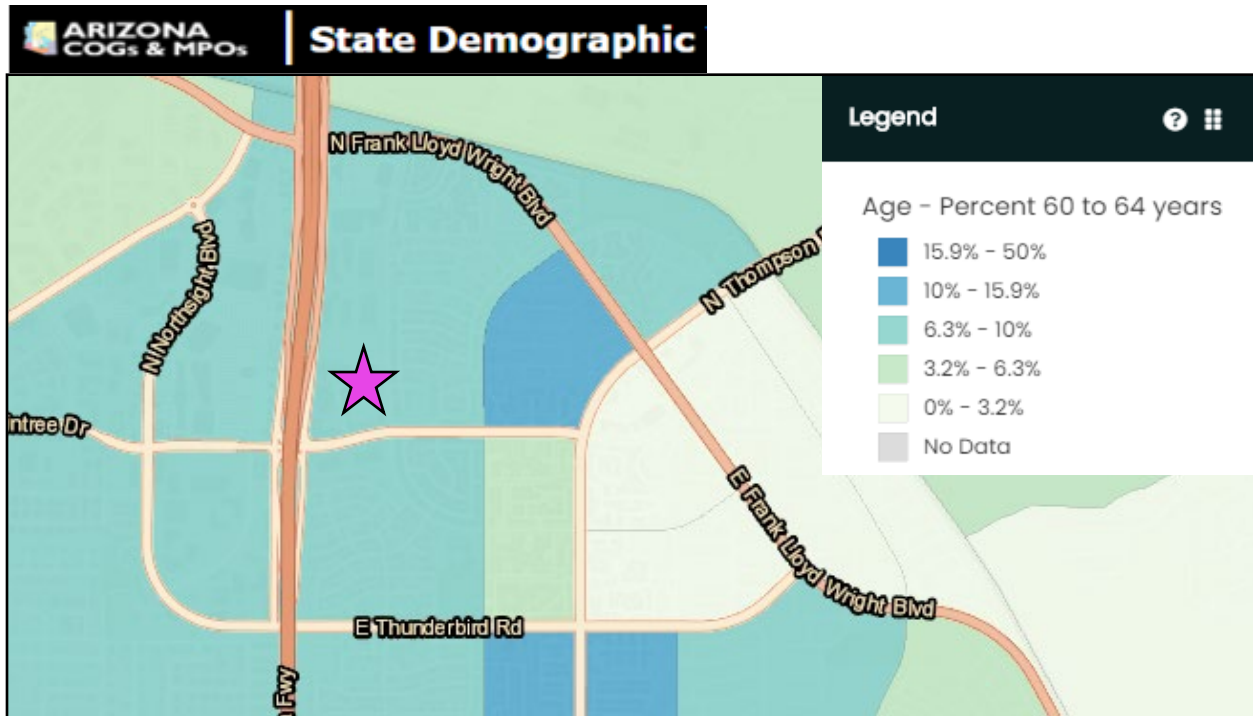 ARIZONA
COGs & MPOs
State Demographic
Legend
?
Age - Percent 60 to 64 years
15.9% - 50%
10% - 15.9%
6.3% - 10%
3.2% - 6.3%
0% - 3.2%
No Data
N Frank Lloyd Wright Blvd
N Thompson
N Northsight Blvd
intree Dr
E Frank Lloyd Wright Blvd
E Thunderbird Rd
Fwy